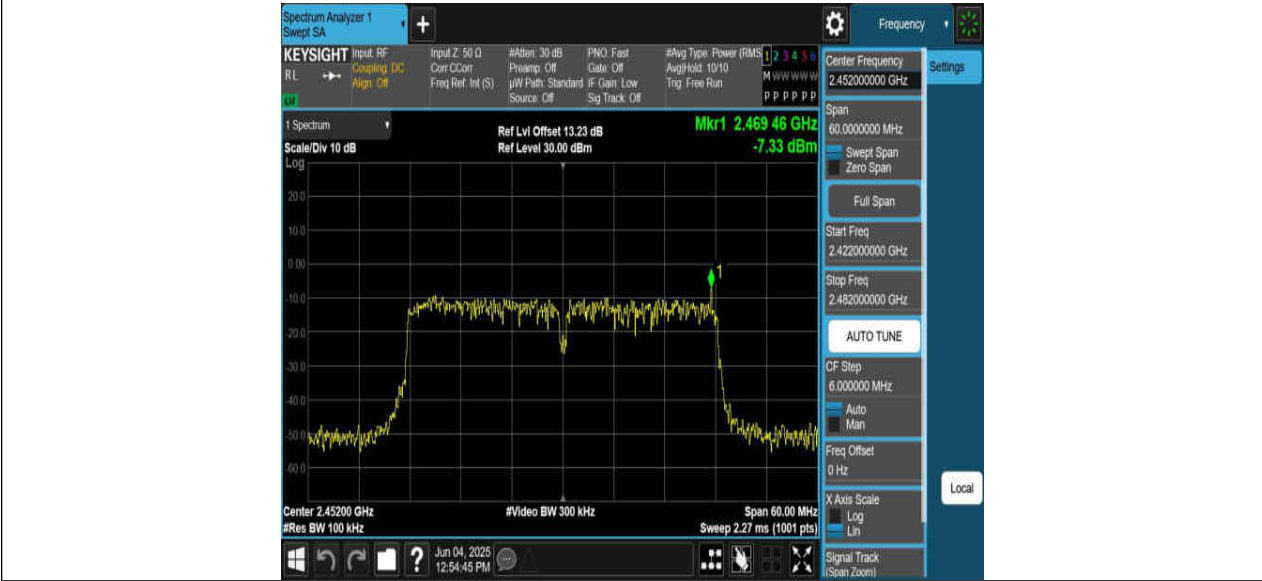 Spectrum Analyzer 1
Swept SA
+
Frequency
KEYSIGHT
RL
Input: RF
Coupling: DC
Align: Off
Input Z: 50 Ω
Corr CCorr
Freq Ref: Int (S)
#Atten: 30 dB
Preamp: Off
µW Path: Standard
Source: Off
PNO: Fast
Gate: Off
IF Gain: Low
Sig Track: Off
#Avg Type: Power (RMS
Avg|Hold: 10/10
Trig: Free Run
1 2 3 4 5 6
M W W W W W
P P P P P P
1 Spectrum
Scale/Div 10 dB
Log
Ref Lvl Offset 13.23 dB
Ref Level 30.00 dBm
Mkr1 2.469 46 GHz
-7.33 dBm
20.0
10.0
0.00
-10.0
-20.0
-30.0
-40.0
-50.0
-60.0
1
Center 2.45200 GHz
#Res BW 100 kHz
#Video BW 300 kHz
Span 60.00 MHz
Sweep 2.27 ms (1001 pts)
Jun 04, 2025
12:54:45 PM
?
Center Frequency
2.452000000 GHz
Span
60.0000000 MHz
Swept Span
Zero Span
Full Span
Start Freq
2.422000000 GHz
Stop Freq
2.482000000 GHz
AUTO TUNE
CF Step
6.000000 MHz
Auto
Man
Freq Offset
0 Hz
X Axis Scale
Log
Lin
Signal Track
(Span Zoom)
Settings
Local